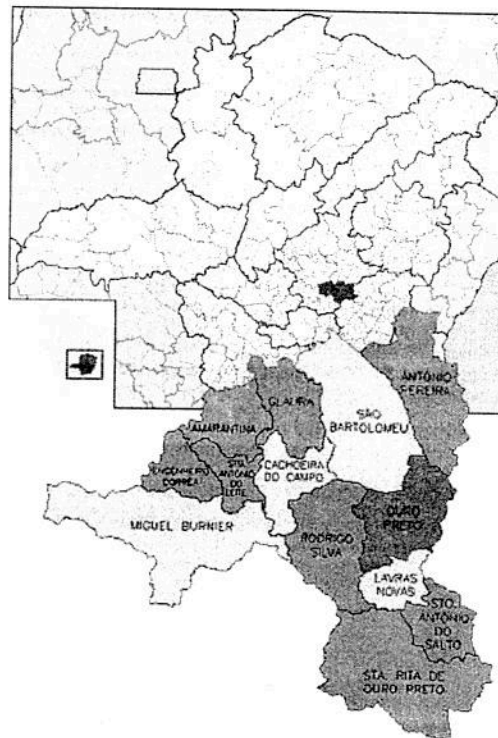 ANTÔNIO
PEREIRA
GLAURA
SÃO
BARTOLOMEU
AMARANTINA
CACHOEIRA
DO CAMPO
ENGENHEIRO
CORRÊA
STO.
ANTÔNIO
DO
LEITE
OURO
PRETO
MIGUEL BURNIER
RODRIGO
SILVA
LAVRAS
NOVAS
STO.
ANTÔNIO
DO
SALTO
STA. RITA DE
OURO PRETO